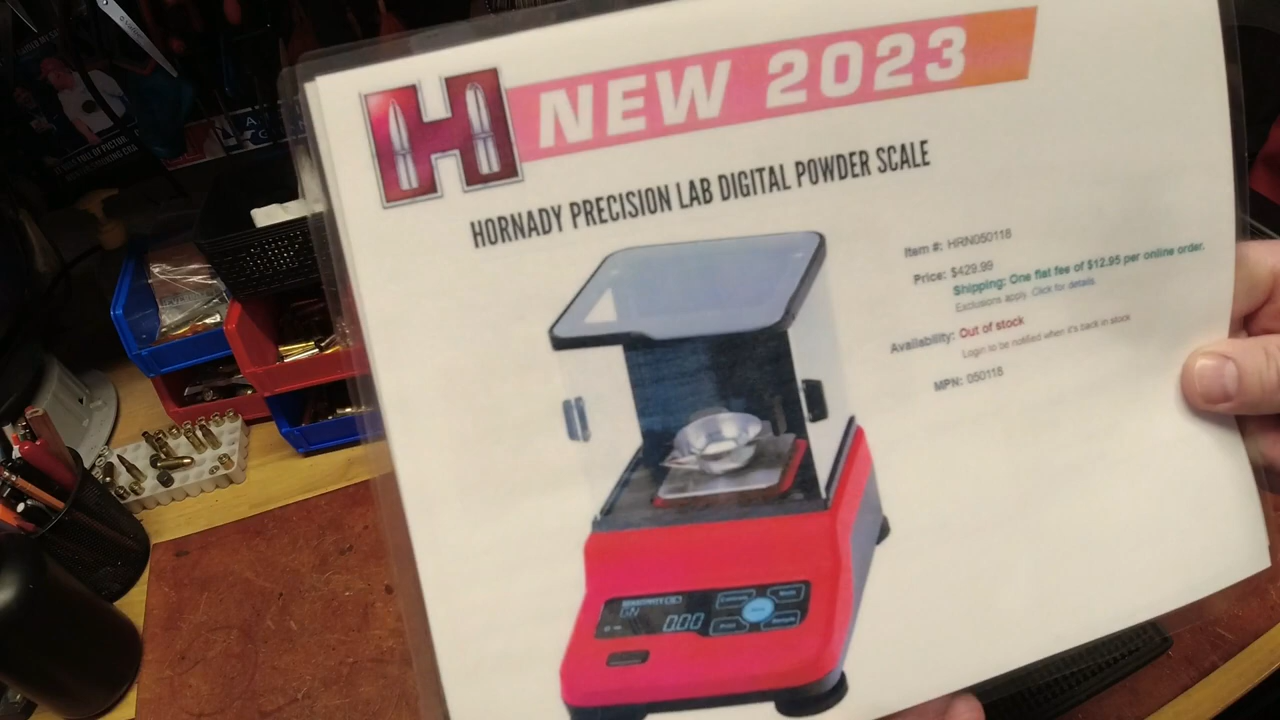 H NEW 2023
HORNADY PRECISION LAB DIGITAL POWDER SCALE
Item #: HRN050116
Price: $429.99
Shipping: One flat fee of $12.95 per online order.
Exclusions apply. Click for details.
Availability: Out of stock
Login to be notified when it's back in stock
MPN: 050116
0.00